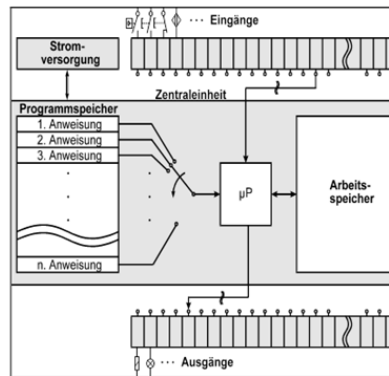 ··· Eingänge
Strom-
versorgung
Zentraleinheit
Programmspeicher
1. Anweisung
2. Anweisung
3. Anweisung
µP
Arbeits-
speicher
n. Anweisung
··· Ausgänge